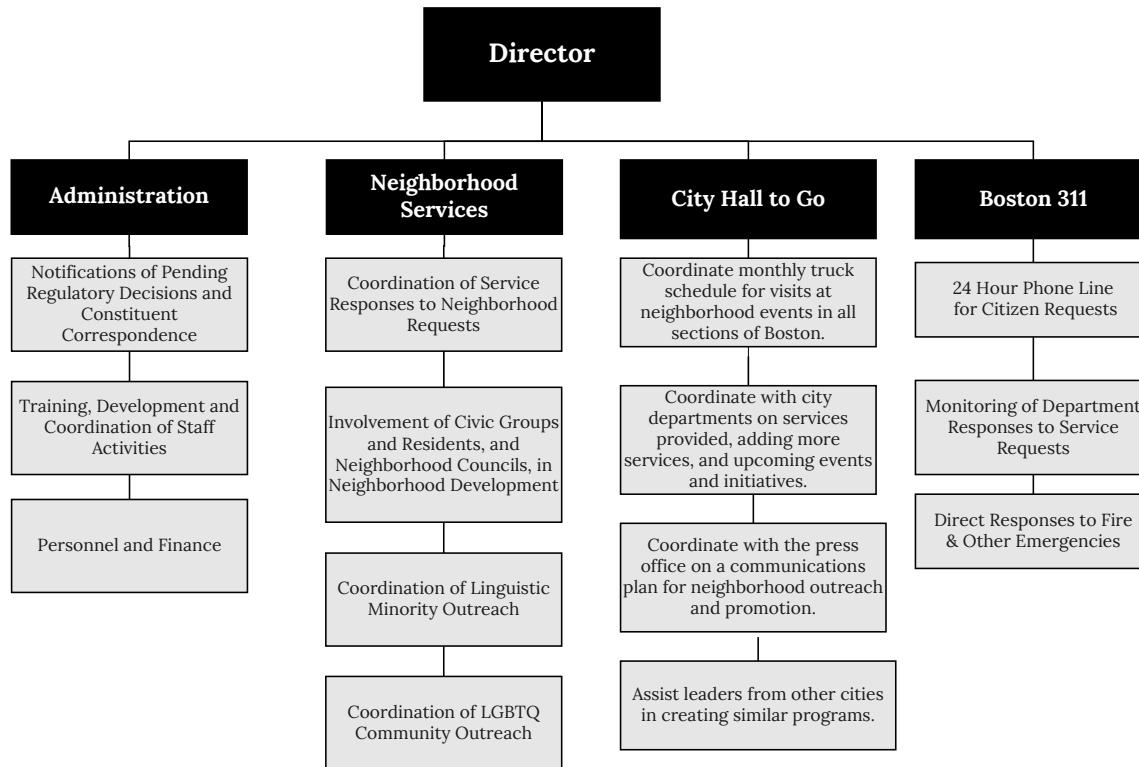 Director
Administration
Notifications of Pending
Regulatory Decisions and
Constituent
Correspondence
Training, Development and
Coordination of Staff
Activities
Personnel and Finance
Neighborhood
Services
Coordination of Service
Responses to Neighborhood
Requests
Involvement of Civic Groups
and Residents, and
Neighborhood Councils, in
Neighborhood Development
Coordination of Linguistic
Minority Outreach
Coordination of LGBTQ
Community Outreach
City Hall to Go
Coordinate monthly truck
schedule for visits at
neighborhood events in all
sections of Boston.
Coordinate with city
departments on services
provided, adding more
services, and upcoming events
and initiatives.
Coordinate with the press
office on a communications
plan for neighborhood outreach
and promotion.
Assist leaders from other cities
in creating similar programs.
Boston 311
24 Hour Phone Line
for Citizen Requests
Monitoring of Department
Responses to Service
Requests
Direct Responses to Fire
& Other Emergencies